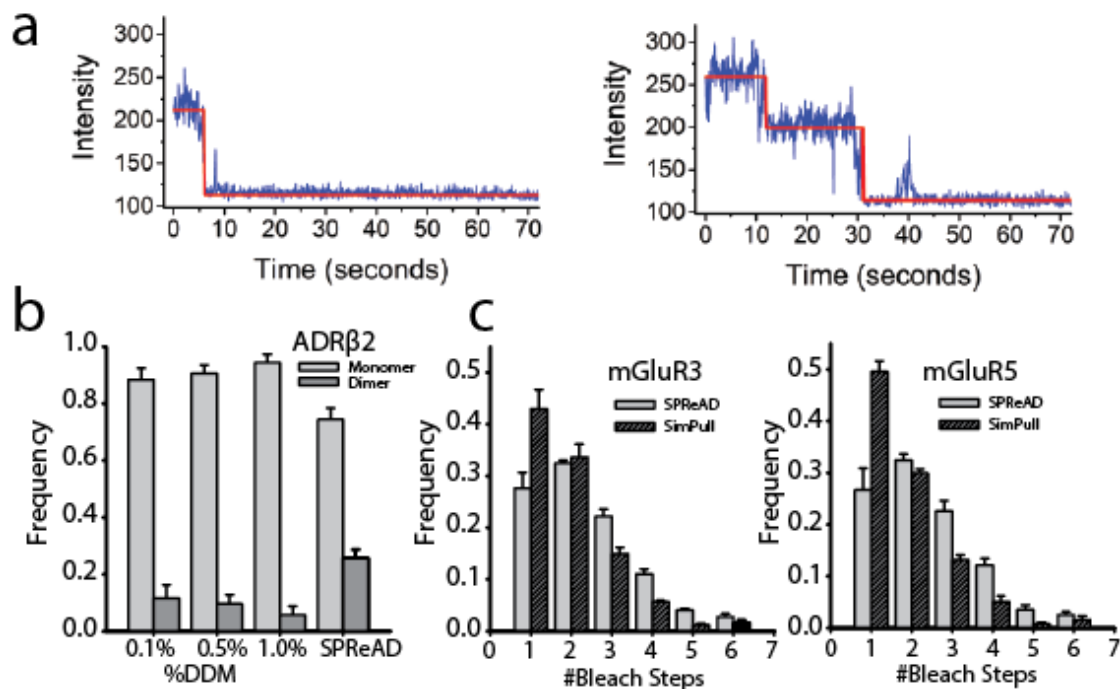 a
300
250
200
150
100
Intensity
0 10 20 30 40 50 60 70
Time (seconds)
300
250
200
150
100
Intensity
0 10 20 30 40 50 60 70
Time (seconds)
b
ADRβ2
Monomer
Dimer
1.0
0.8
0.6
0.4
0.2
0.0
Frequency
0.1% 0.5% 1.0% SPReAD
%DDM
c
mGluR3
SPReAD
SimPull
0.5
0.4
0.3
0.2
0.1
0.0
Frequency
0 1 2 3 4 5 6 7
#Bleach Steps
mGluR5
SPReAD
SimPull
0.5
0.4
0.3
0.2
0.1
0.0
Frequency
0 1 2 3 4 5 6 7
#Bleach Steps